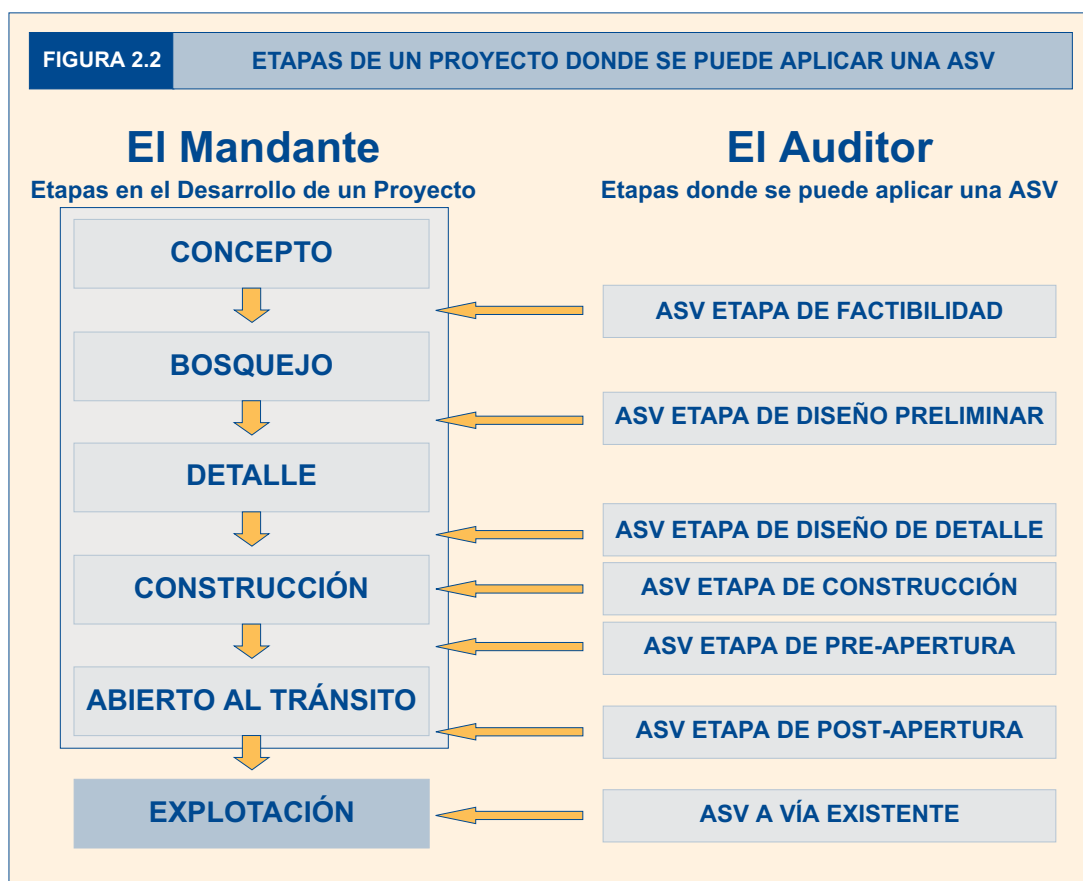 FIGURA 2.2
ETAPAS DE UN PROYECTO DONDE SE PUEDE APLICAR UNA ASV
El Mandante
Etapas en el Desarrollo de un Proyecto
CONCEPTO
BOSQUEJO
DETALLE
CONSTRUCCIÓN
ABIERTO AL TRÁNSITO
EXPLOTACIÓN
El Auditor
Etapas donde se puede aplicar una ASV
ASV ETAPA DE FACTIBILIDAD
ASV ETAPA DE DISEÑO PRELIMINAR
ASV ETAPA DE DISEÑO DE DETALLE
ASV ETAPA DE CONSTRUCCIÓN
ASV ETAPA DE PRE-APERTURA
ASV ETAPA DE POST-APERTURA
ASV A VÍA EXISTENTE